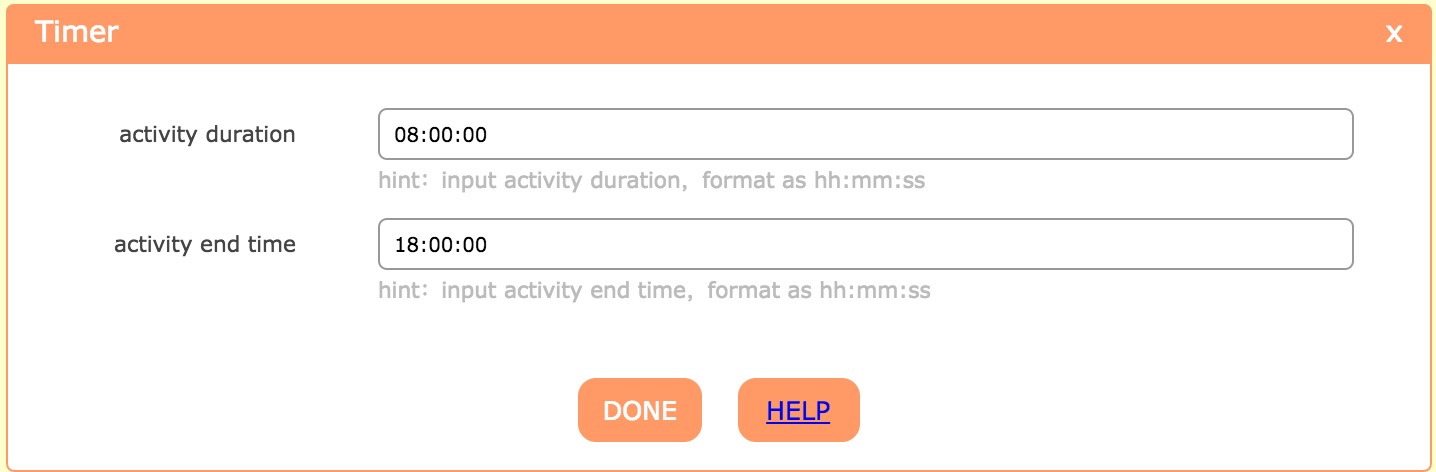 Timer x
activity duration 08:00:00
hint: input activity duration, format as hh:mm:ss
activity end time 18:00:00
hint: input activity end time, format as hh:mm:ss
DONE HELP